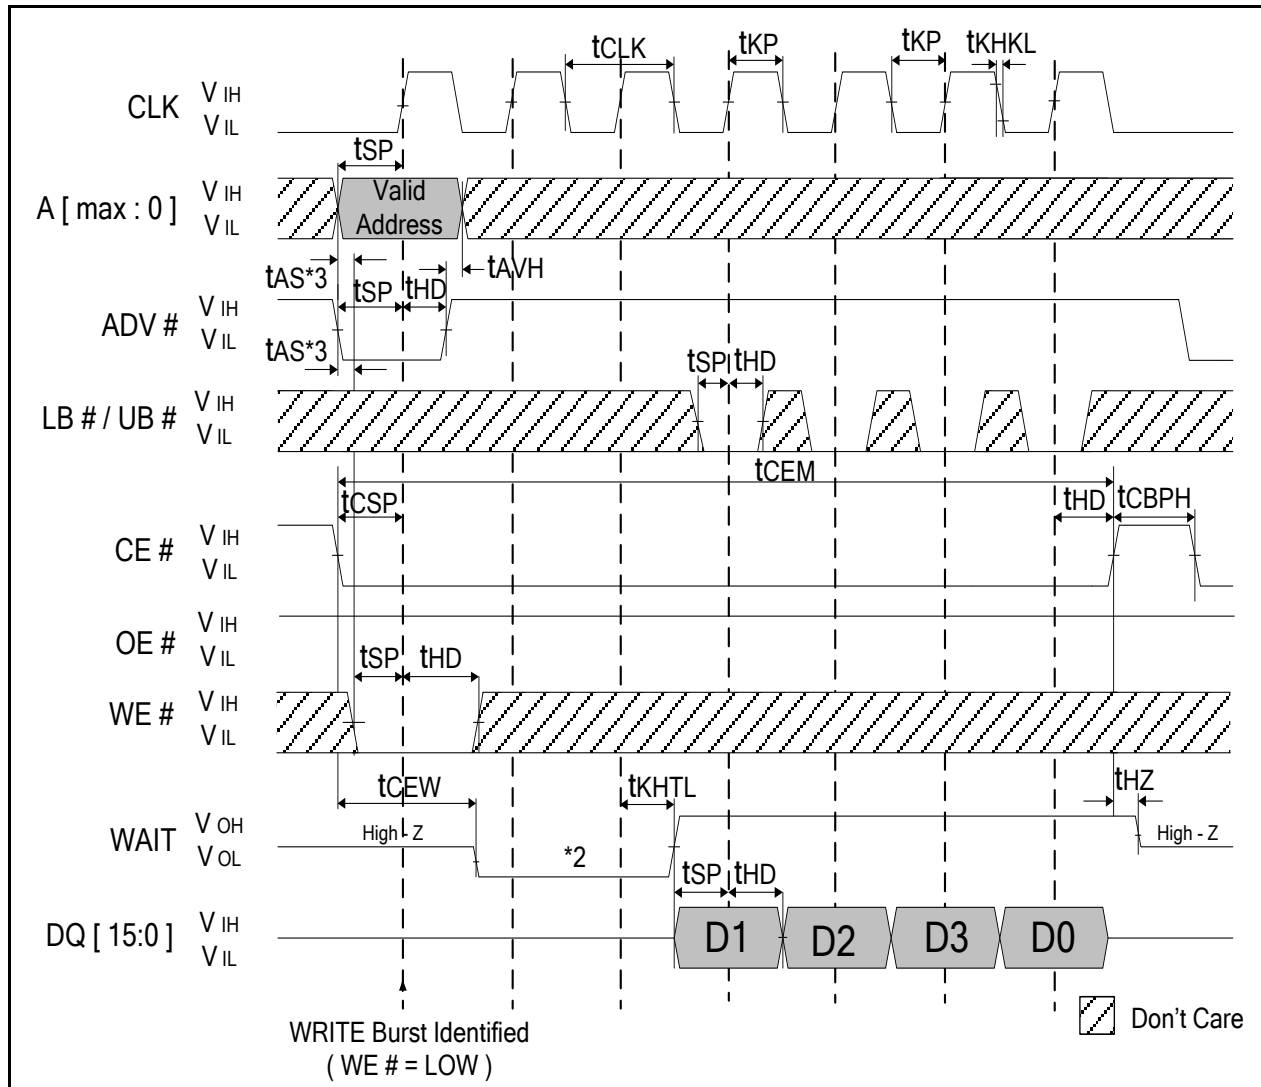 tCLK tKP tKP tKHKL
CLK V IH
V IL
tSP
A [ max : 0 ] V IH
V IL
Valid
Address
tAS*3 tSP tHD tAVH
ADV # V IH
V IL
tAS*3
tSP tHD
LB # / UB # V IH
V IL
tCEM
tCSP tHD tCBPH
CE # V IH
V IL
OE # V IH
V IL
tSP tHD
WE # V IH
V IL
tCEW tKHTL tHZ
WAIT V OH
V OL
High - Z *2 High - Z
tSP tHD
DQ [ 15:0 ] V IH
V IL
D1 D2 D3 D0
WRITE Burst Identified
( WE # = LOW )
Don't Care